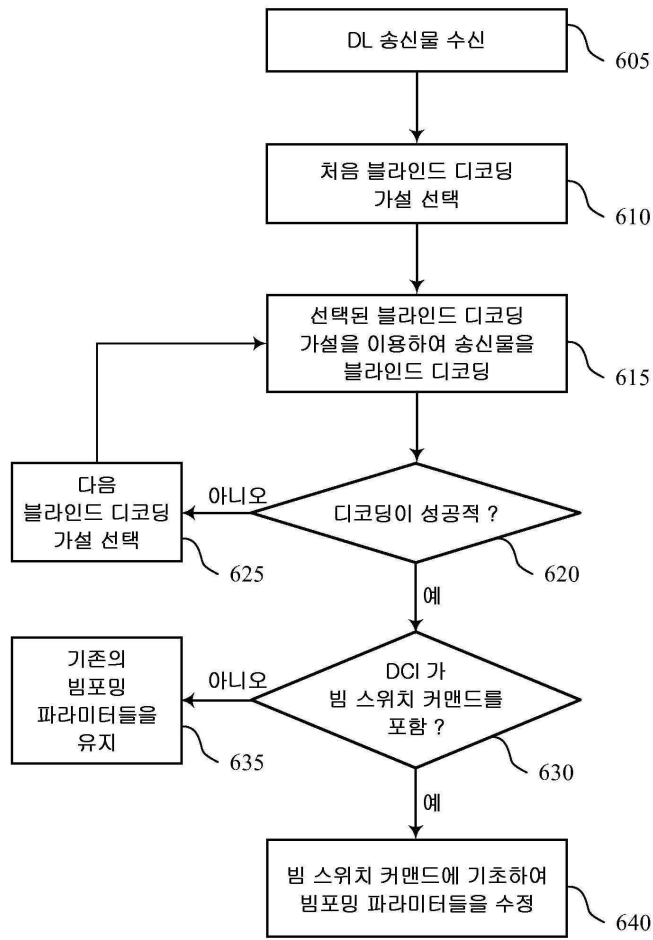 DL 송신물 수신
605
처음 블라인드 디코딩
가설 선택
610
선택된 블라인드 디코딩
가설을 이용하여 송신물을
블라인드 디코딩
615
다음
블라인드 디코딩
가설 선택
625
아니오
디코딩이 성공적 ?
620
예
기존의
빔포밍
파라미터들을
유지
635
아니오
DCI 가
빔 스위치 커맨드를
포함 ?
630
예
빔 스위치 커맨드에 기초하여
빔포밍 파라미터들을 수정
640